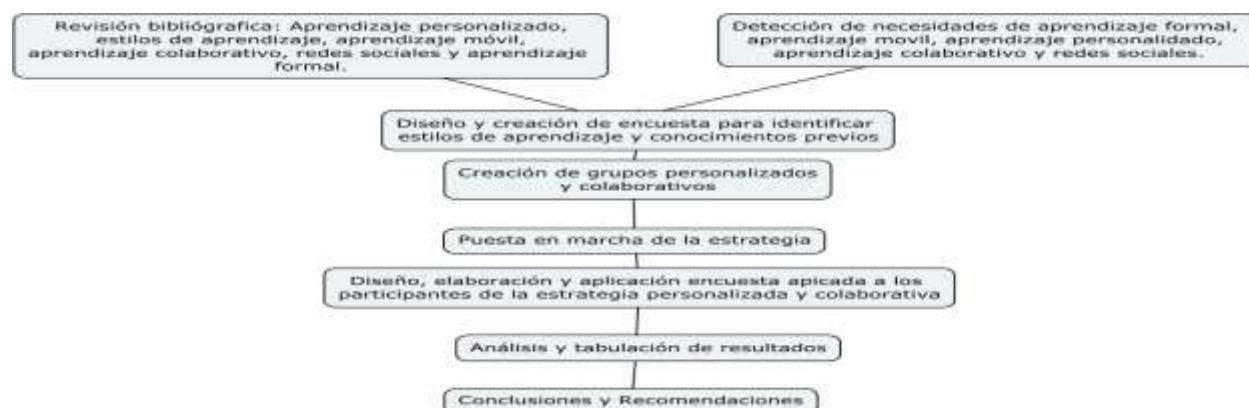 Revisión bibliógrafica: Aprendizaje personalizado,
estilos de aprendizaje, aprendizaje móvil,
aprendizaje colaborativo, redes sociales y aprendizaje
formal.
Detección de necesidades de aprendizaje formal,
aprendizaje movil, aprendizaje personalidado,
aprendizaje colaborativo y redes sociales.
Diseño y creación de encuesta para identificar
estilos de aprendizaje y conocimientos previos
Creación de grupos personalizados
y colaborativos
Puesta en marcha de la estrategia
Diseño, elaboración y aplicación encuesta apicada a los
participantes de la estrategia personalizada y colaborativa
Análisis y tabulación de resultados
Conclusiones y Recomendaciones